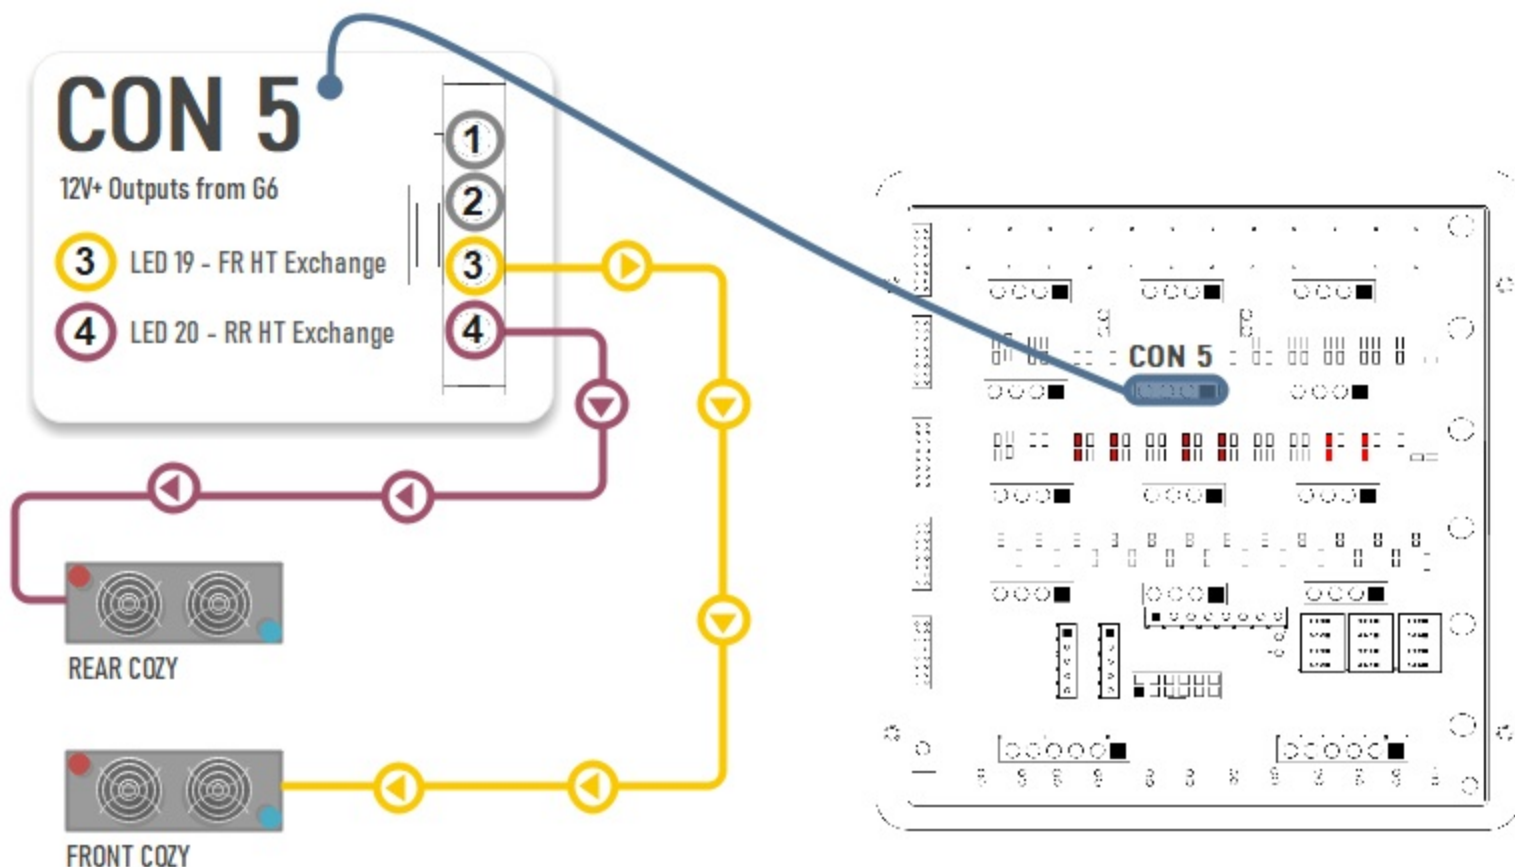 CON 5
12V+ Outputs from G6
3 LED 19 - FR HT Exchange
4 LED 20 - RR HT Exchange
1
2
3
4
CON 5
REAR COZY
FRONT COZY